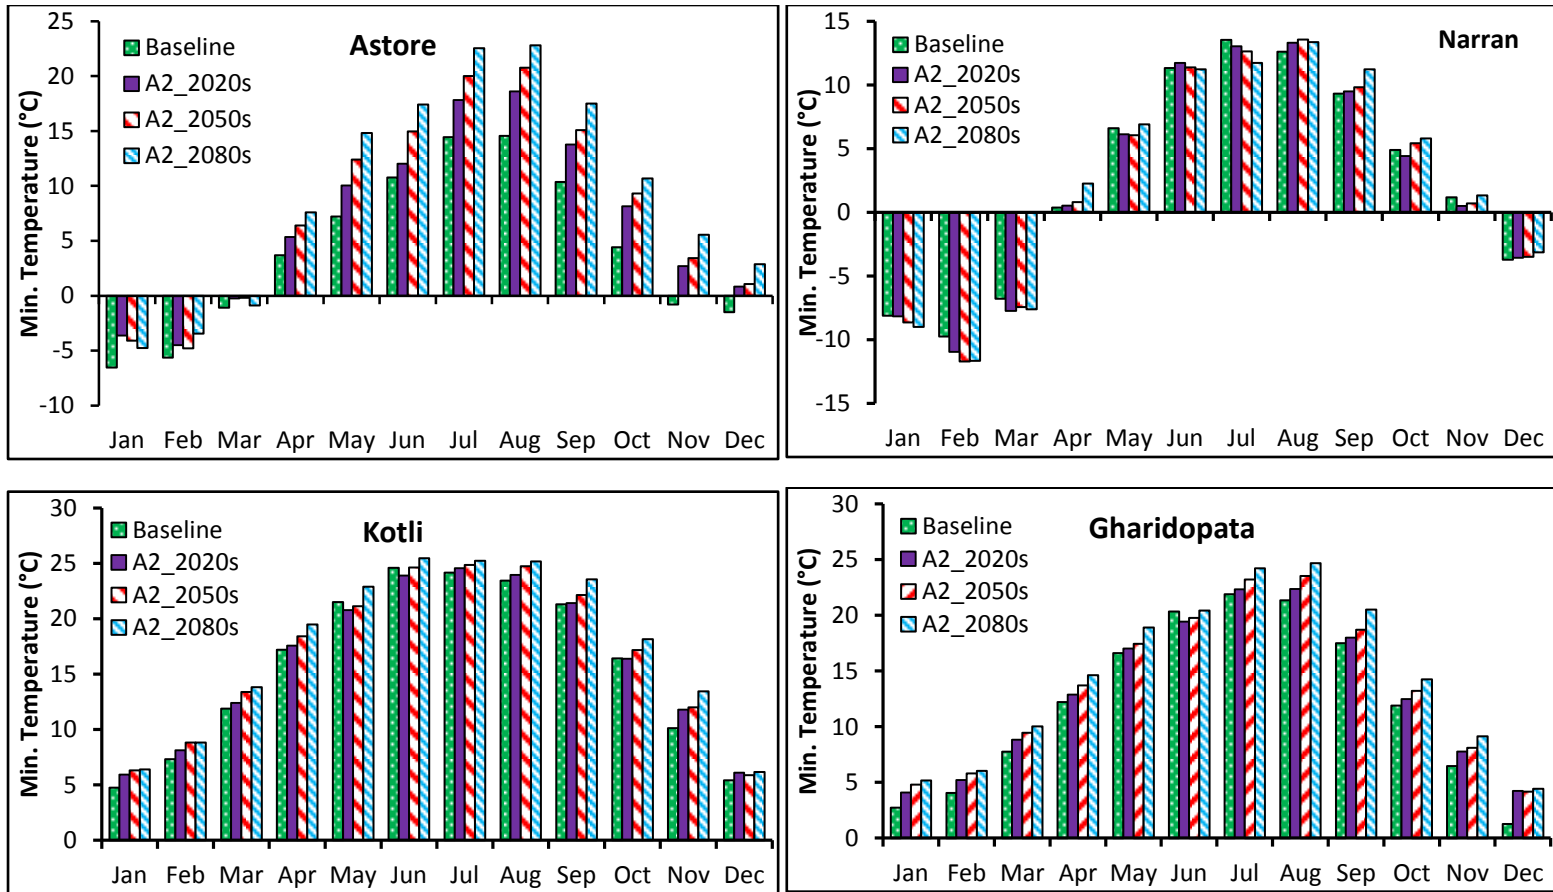 Astore
Min. Temperature (°C)
25
20
15
10
5
0
-5
-10
Baseline
A2_2020s
A2_2050s
A2_2080s
Jan Feb Mar Apr May Jun Jul Aug Sep Oct Nov Dec
Narran
Min. Temperature (°C)
15
10
5
0
-5
-10
-15
Baseline
A2_2020s
A2_2050s
A2_2080s
Jan Feb Mar Apr May Jun Jul Aug Sep Oct Nov Dec
Kotli
Min. Temperature (°C)
30
25
20
15
10
5
0
Baseline
A2_2020s
A2_2050s
A2_2080s
Jan Feb Mar Apr May Jun Jul Aug Sep Oct Nov Dec
Gharidopata
Min. Temperature (°C)
30
25
20
15
10
5
0
Baseline
A2_2020s
A2_2050s
A2_2080s
Jan Feb Mar Apr May Jun Jul Aug Sep Oct Nov Dec